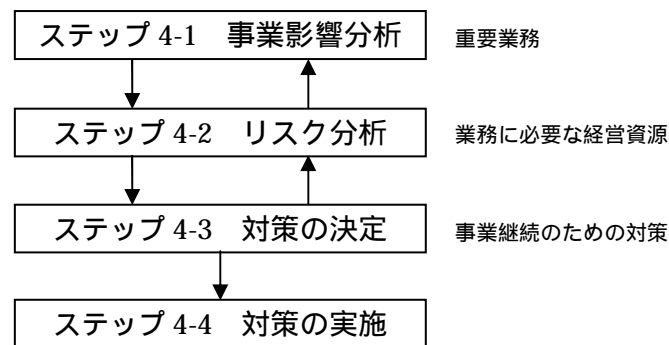 ステップ 4-1　事業影響分析
重要業務
ステップ 4-2　リスク分析
業務に必要な経営資源
ステップ 4-3　対策の決定
事業継続のための対策
ステップ 4-4　対策の実施